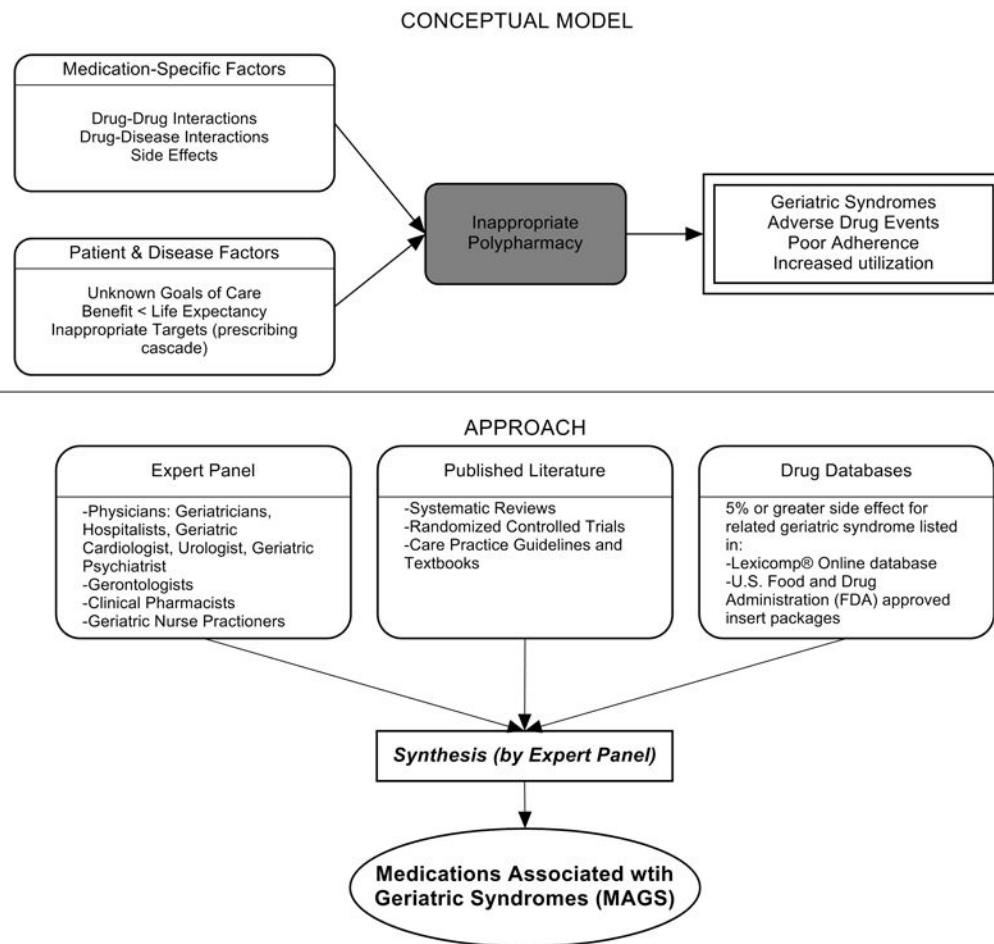 CONCEPTUAL MODEL
Medication-Specific Factors
Drug-Drug Interactions
Drug-Disease Interactions
Side Effects
Patient & Disease Factors
Unknown Goals of Care
Benefit < Life Expectancy
Inappropriate Targets (prescribing
cascade)
Inappropriate
Polypharmacy
Geriatric Syndromes
Adverse Drug Events
Poor Adherence
Increased utilization
APPROACH
Expert Panel
-Physicians: Geriatricians,
Hospitalists, Geriatric
Cardiologist, Urologist, Geriatric
Psychiatrist
-Gerontologists
-Clinical Pharmacists
-Geriatric Nurse Practioners
Published Literature
-Systematic Reviews
-Randomized Controlled Trials
-Care Practice Guidelines and
Textbooks
Drug Databases
5% or greater side effect for
related geriatric syndrome listed
in:
-Lexicomp® Online database
-U.S. Food and Drug
Administration (FDA) approved
insert packages
Synthesis (by Expert Panel)
Medications Associated wtih
Geriatric Syndromes (MAGS)